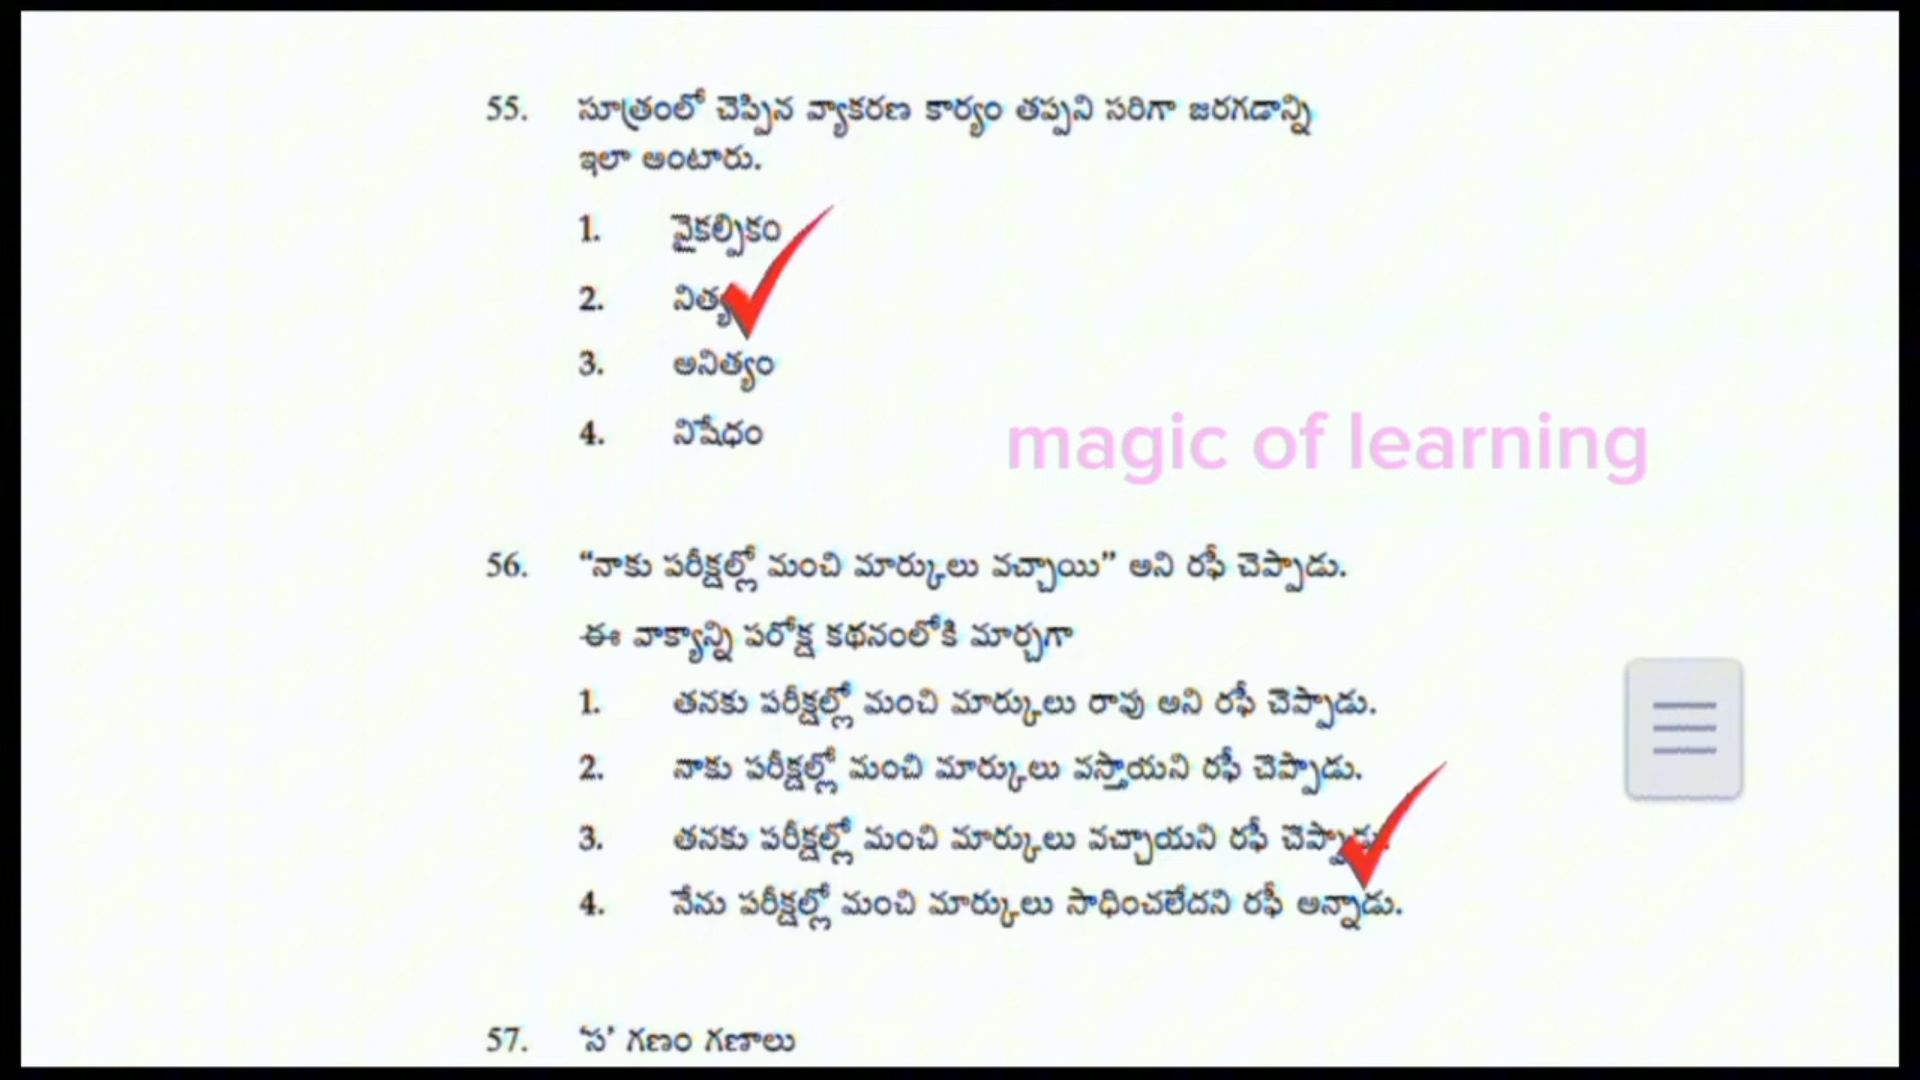 55. సూత్రంలో చెప్పిన వ్యాకరణ కార్యం తప్పని సరిగా జరగడాన్ని
ఇలా అంటారు.
1. వైకల్పికం
2.
3. అనిత్యం
4. నిషేధం
magic of learning
56. “నాకు పరీక్షల్లో మంచి మార్కులు వచ్చాయి” అని రఫీ చెప్పాడు.
ఈ వాక్యాన్ని పరోక్ష కథనంలోకి మార్చగా
1. తనకు పరీక్షల్లో మంచి మార్కులు రావు అని రఫీ చెప్పాడు.
2. నాకు పరీక్షల్లో మంచి మార్కులు వస్తాయని రఫీ చెప్పాడు.
3. తనకు పరీక్షల్లో మంచి మార్కులు వచ్చాయని రఫీ చెప్పాడు.
4. నేను పరీక్షల్లో మంచి మార్కులు సాధించలేదని రఫీ అన్నాడు.
57. ‘స’ గణం గణాలు